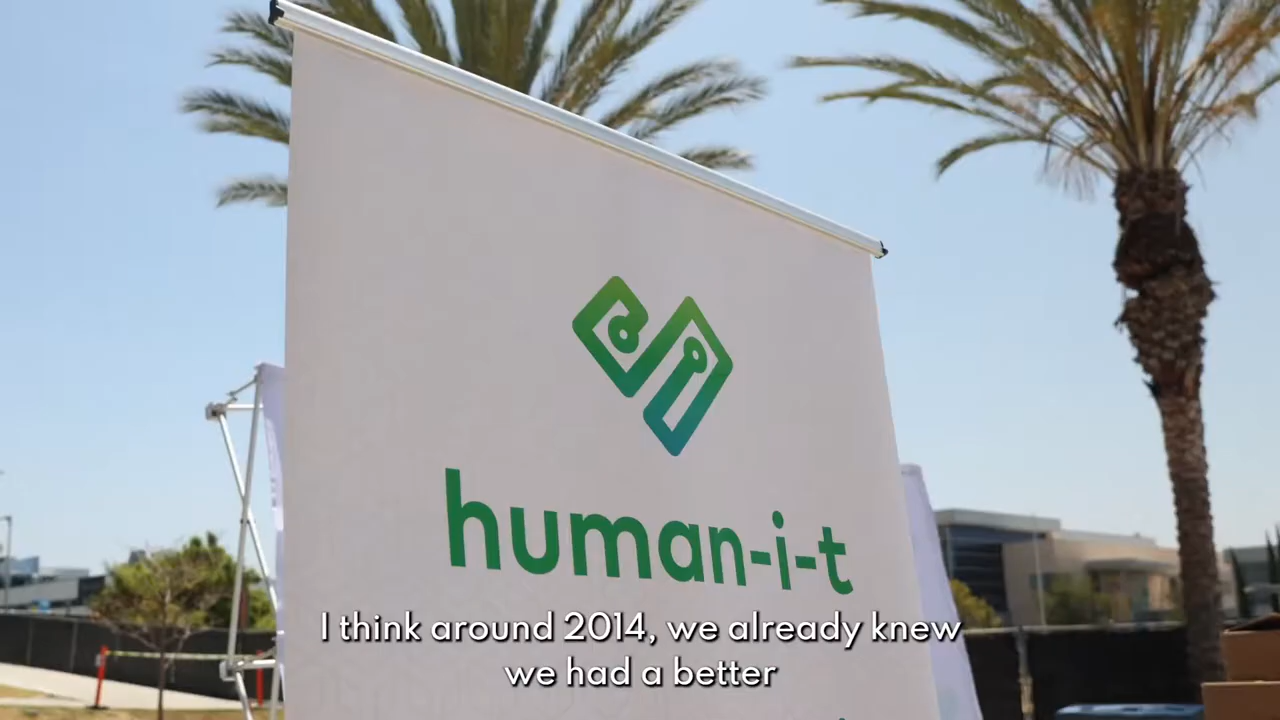 human-i-t
I think around 2014, we already knew
we had a better